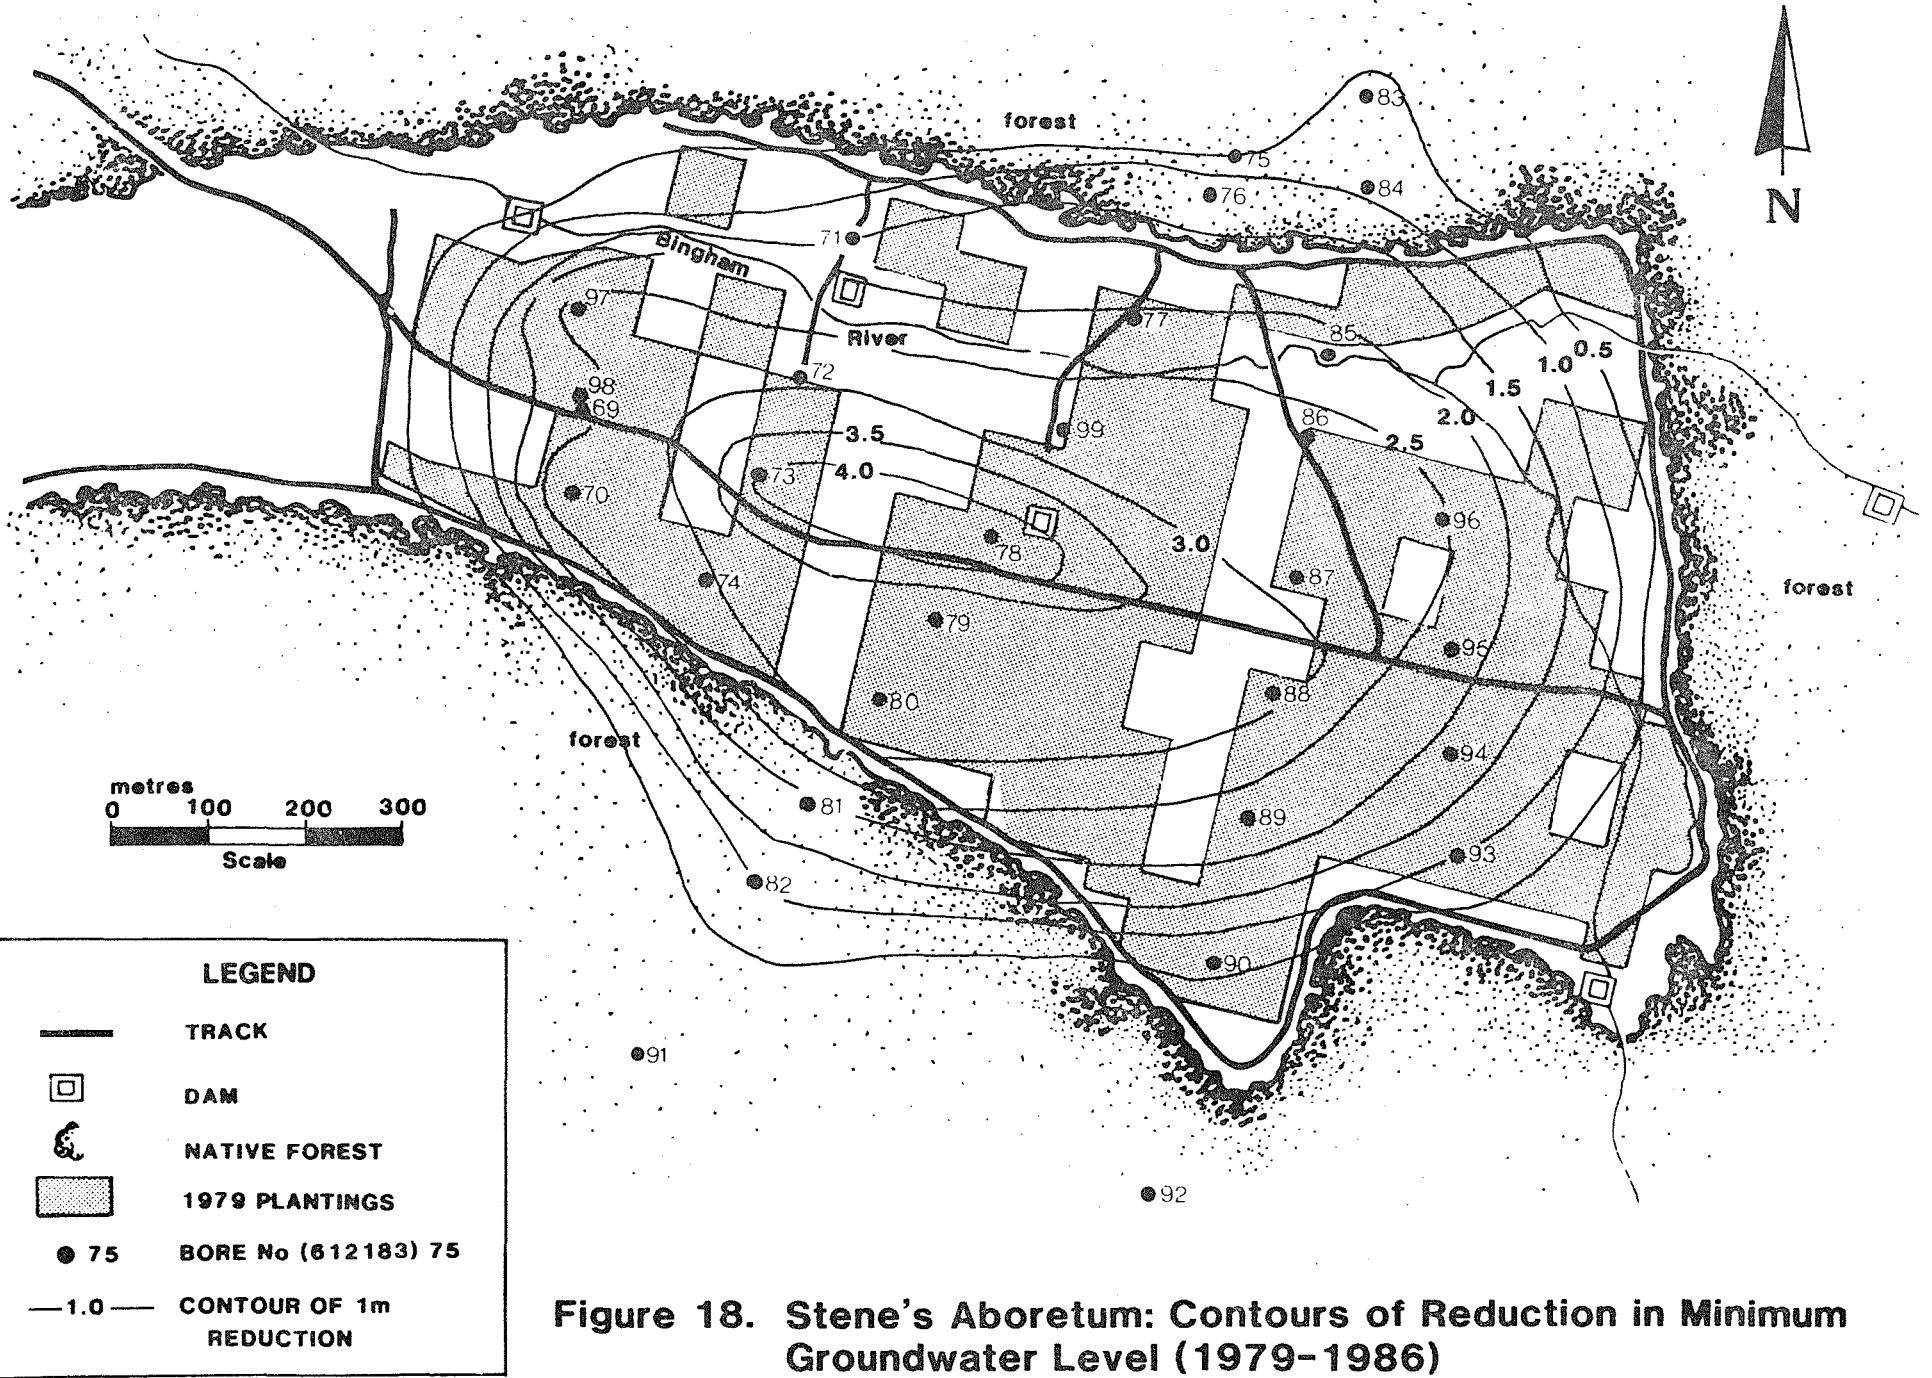 forest
83
75
76
84
N
71
Bingham
97
77
River
85
0.5
1.0
72
1.5
98
69
2.0
86
99
3.5
2.5
73
4.0
70
96
78
3.0
74
87
forest
79
95
80
88
forest
94
metres
0 100 200 300
Scale
81
89
93
82
90
LEGEND
TRACK
91
DAM
NATIVE FOREST
1979 PLANTINGS
92
75 BORE No (612183) 75
1.0 CONTOUR OF 1m
REDUCTION
Figure 18. Stene's Aboretum: Contours of Reduction in Minimum
Groundwater Level (1979-1986)